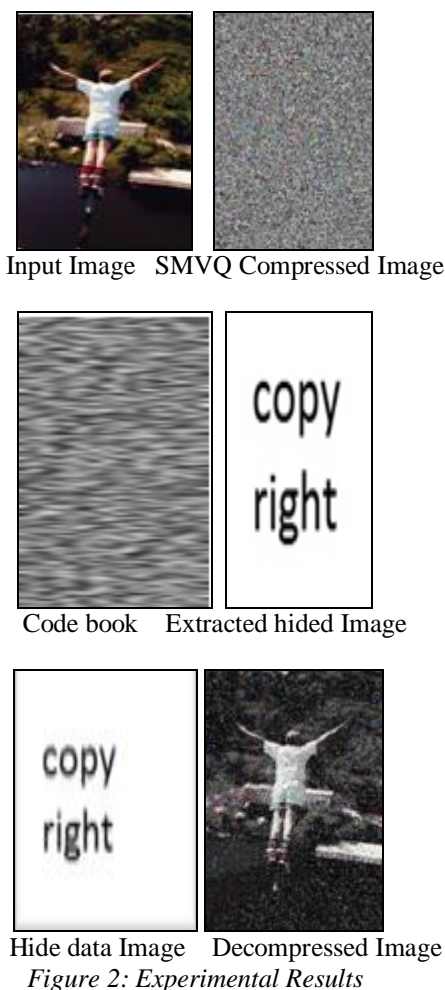 Input Image SMVQ Compressed Image
copy
right
Code book Extracted hided Image
copy
right
Hide data Image Decompressed Image
Figure 2: Experimental Results